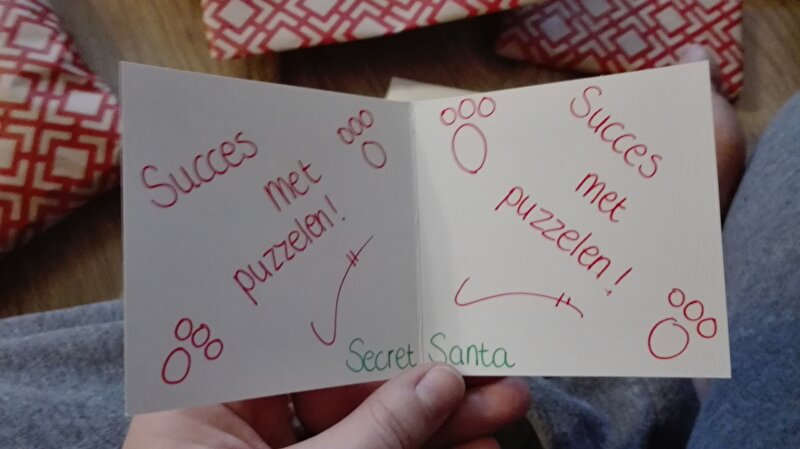 Succes
met
puzzelen!
Succes
met
puzzelen!
Secret Santa